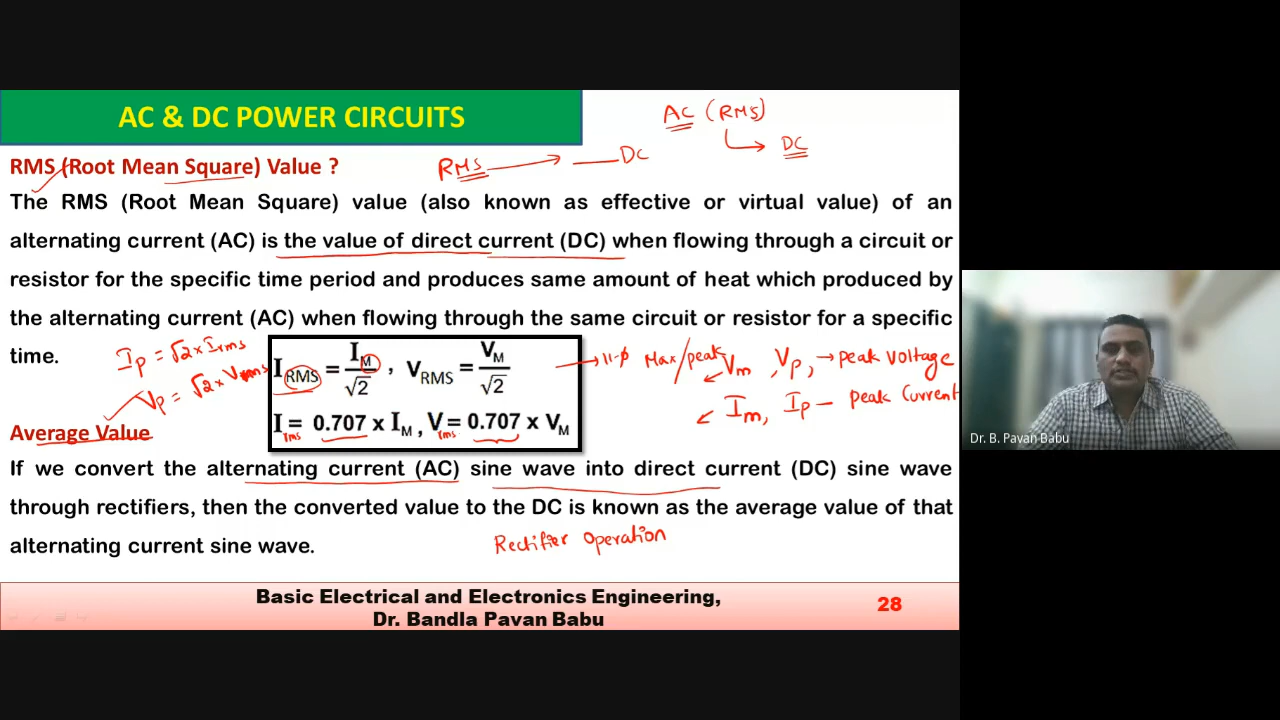 AC & DC POWER CIRCUITS
AC (RMS)
DC
RMS (Root Mean Square) Value ?
RMS DC
The RMS (Root Mean Square) value (also known as effective or virtual value) of an
alternating current (AC) is the value of direct current (DC) when flowing through a circuit or
resistor for the specific time period and produces same amount of heat which produced by
the alternating current (AC) when flowing through the same circuit or resistor for a specific
time.
Ip = √2 x Irms
Vp = √2 x Vrms
I RMS = I M / √2 , V RMS = V M / √2
I rms = 0.707 x I M , V rms = 0.707 x V M
Max/peak Vm, Vp, → peak Voltage
Im, Ip – peak Current
Average Value
If we convert the alternating current (AC) sine wave into direct current (DC) sine wave
through rectifiers, then the converted value to the DC is known as the average value of that
alternating current sine wave.
Rectifier Operation
Basic Electrical and Electronics Engineering,
Dr. Bandla Pavan Babu
28
Dr. B. Pavan Babu